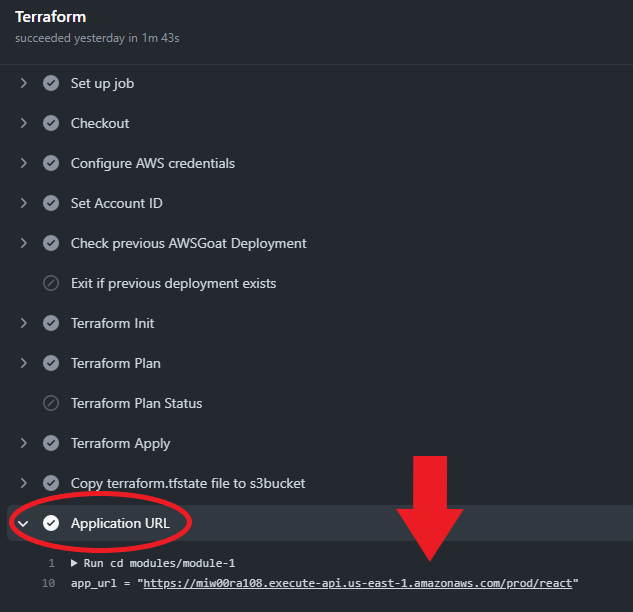 Terraform
succeeded yesterday in 1m 43s
Set up job
Checkout
Configure AWS credentials
Set Account ID
Check previous AWSGoat Deployment
Exit if previous deployment exists
Terraform Init
Terraform Plan
Terraform Plan Status
Terraform Apply
Copy terraform.tfstate file to s3bucket
Application URL
1 ▶ Run cd modules/module-1
10 app_url = "https://miw00ra108.execute-api.us-east-1.amazonaws.com/prod/react"